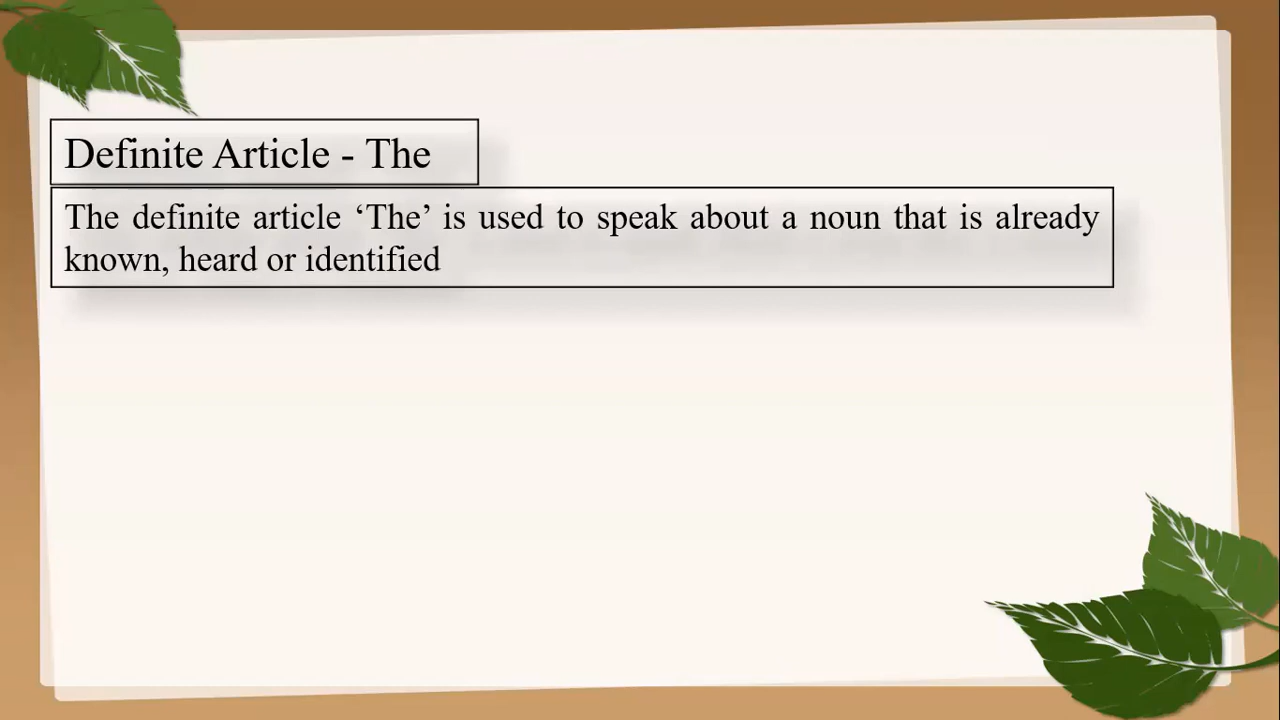 Definite Article - The
The definite article ‘The’ is used to speak about a noun that is already
known, heard or identified